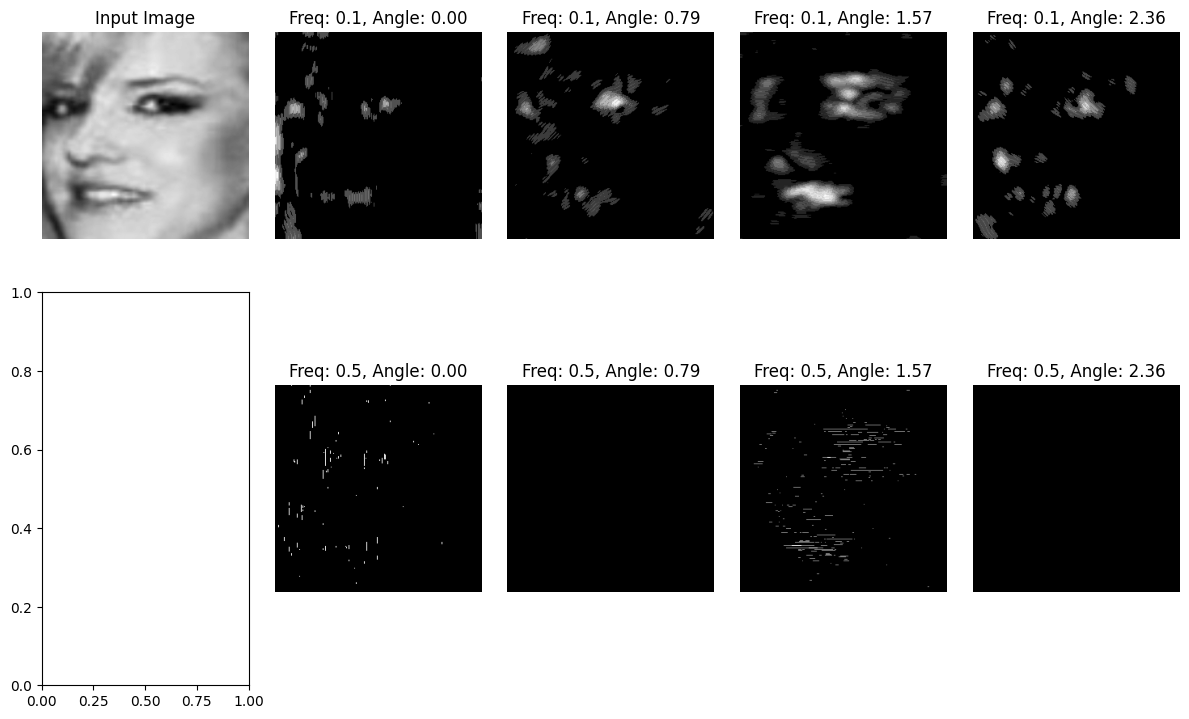 Input Image
Freq: 0.1, Angle: 0.00
Freq: 0.1, Angle: 0.79
Freq: 0.1, Angle: 1.57
Freq: 0.1, Angle: 2.36
1.0
0.8
0.6
0.4
0.2
0.0
0.00 0.25 0.50 0.75 1.00
Freq: 0.5, Angle: 0.00
Freq: 0.5, Angle: 0.79
Freq: 0.5, Angle: 1.57
Freq: 0.5, Angle: 2.36